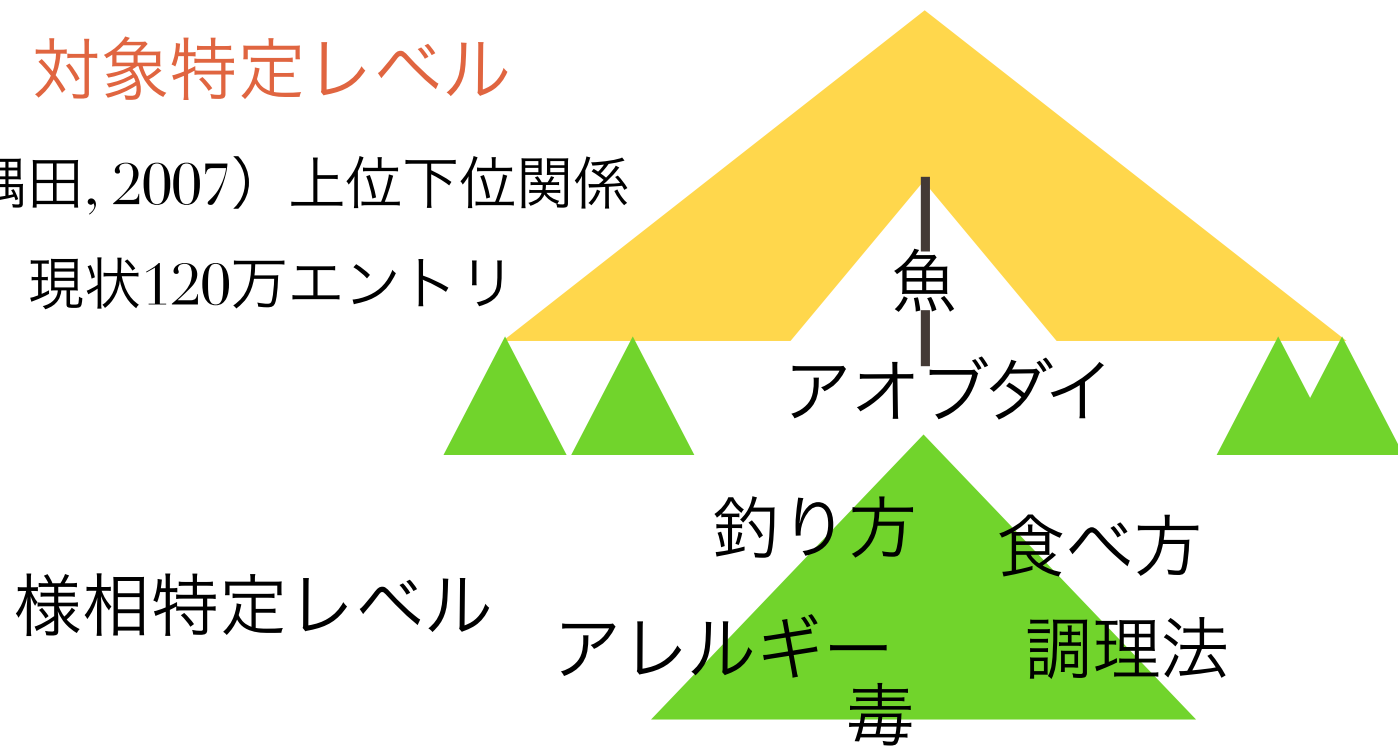 対象特定レベル
隅田, 2007）上位下位関係
現状120万エントリ
魚
アオブダイ
様相特定レベル
釣り方
食べ方
アレルギー
調理法
毒